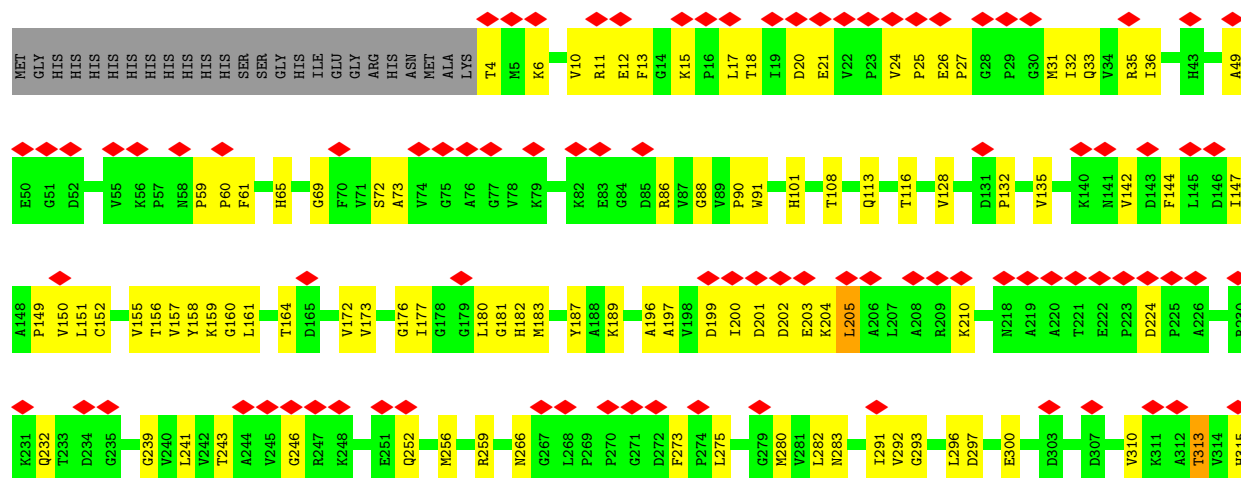 MET GLY HIS HIS HIS HIS HIS HIS HIS HIS HIS HIS SER SER GLY HIS ILE GLU GLY ARG HIS ASN MET ALA LYS T4 M5 K6 V10 R11 E12 F13 G14 K15 P16 L17 T18 I19 D20 E21 V22 P23 V24 P25 E26 P27 G28 P29 G30 M31 I32 Q33 V34 R35 I36 H43 A49
E50 G51 D52 V55 K56 P57 N58 P59 P60 F61 H65 G69 F70 V71 S72 A73 V74 G75 A76 G77 V78 K79 K82 E83 G84 D85 R86 V87 G88 V89 P90 W91 H101 T108 Q113 T116 V128 D131 P132 V135 K140 N141 V142 D143 F144 L145 D146 I147
A148 P149 V150 L151 C152 V155 T156 V157 Y158 K159 G160 L161 T164 D165 V172 V173 G176 I177 G178 G179 L180 G181 H182 M183 Y187 A188 K189 A196 A197 V198 D199 I200 D201 D202 E203 K204 L205 A206 L207 A208 R209 K210 N218 A219 A220 T221 E222 P223 D224 P225 A226 R230
K231 Q232 T233 D234 G235 G239 V240 L241 V242 T243 A244 V245 G246 R247 K248 E251 Q252 M256 R259 N266 G267 L268 P269 P270 G271 D272 F273 P274 L275 G279 M280 V281 L282 N283 I291 V292 G293 L296 D297 E300 D303 D307 V310 K311 A312 T313 V314 H315